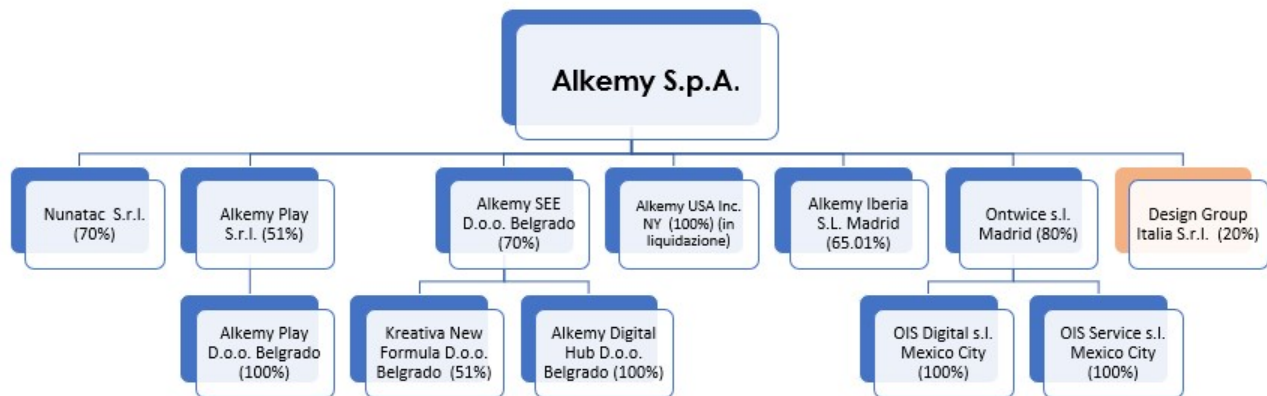 Alkemy S.p.A.
Nunatac S.r.l.
(70%)
Alkemy Play
S.r.l. (51%)
Alkemy SEE
D.o.o. Belgrado
(70%)
Alkemy USA Inc.
NY (100%) (in
liquidazione)
Alkemy Iberia
S.L. Madrid
(65.01%)
Ontwice s.l.
Madrid (80%)
Design Group
Italia S.r.l. (20%)
Alkemy Play
D.o.o. Belgrado
(100%)
Kreativa New
Formula D.o.o.
Belgrado (51%)
Alkemy Digital
Hub D.o.o.
Belgrado (100%)
OIS Digital s.l.
Mexico City
(100%)
OIS Service s.l.
Mexico City
(100%)